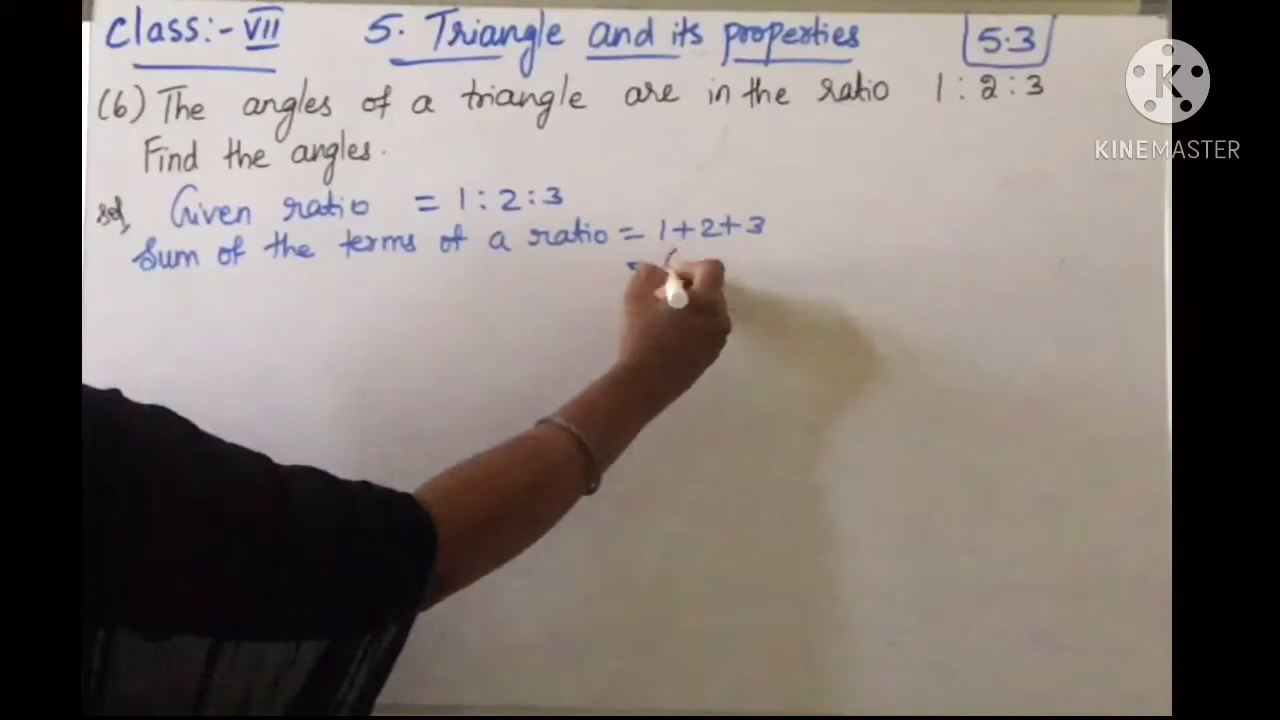 Class:- VII 5. Triangle and its properties 5.3
(6) The angles of a triangle are in the ratio 1 : 2 : 3
Find the angles.
Sol, Given ratio = 1 : 2 : 3
Sum of the terms of a ratio = 1+2+3
=
K
KINEMASTER